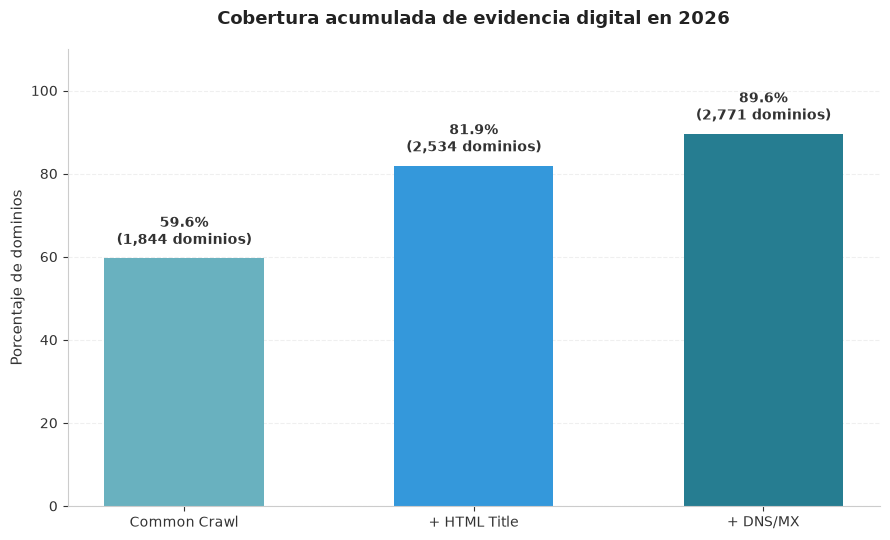 Cobertura acumulada de evidencia digital en 2026
Porcentaje de dominios
100
80
60
40
20
0
59.6%
(1,844 dominios)
81.9%
(2,534 dominios)
89.6%
(2,771 dominios)
Common Crawl
+ HTML Title
+ DNS/MX